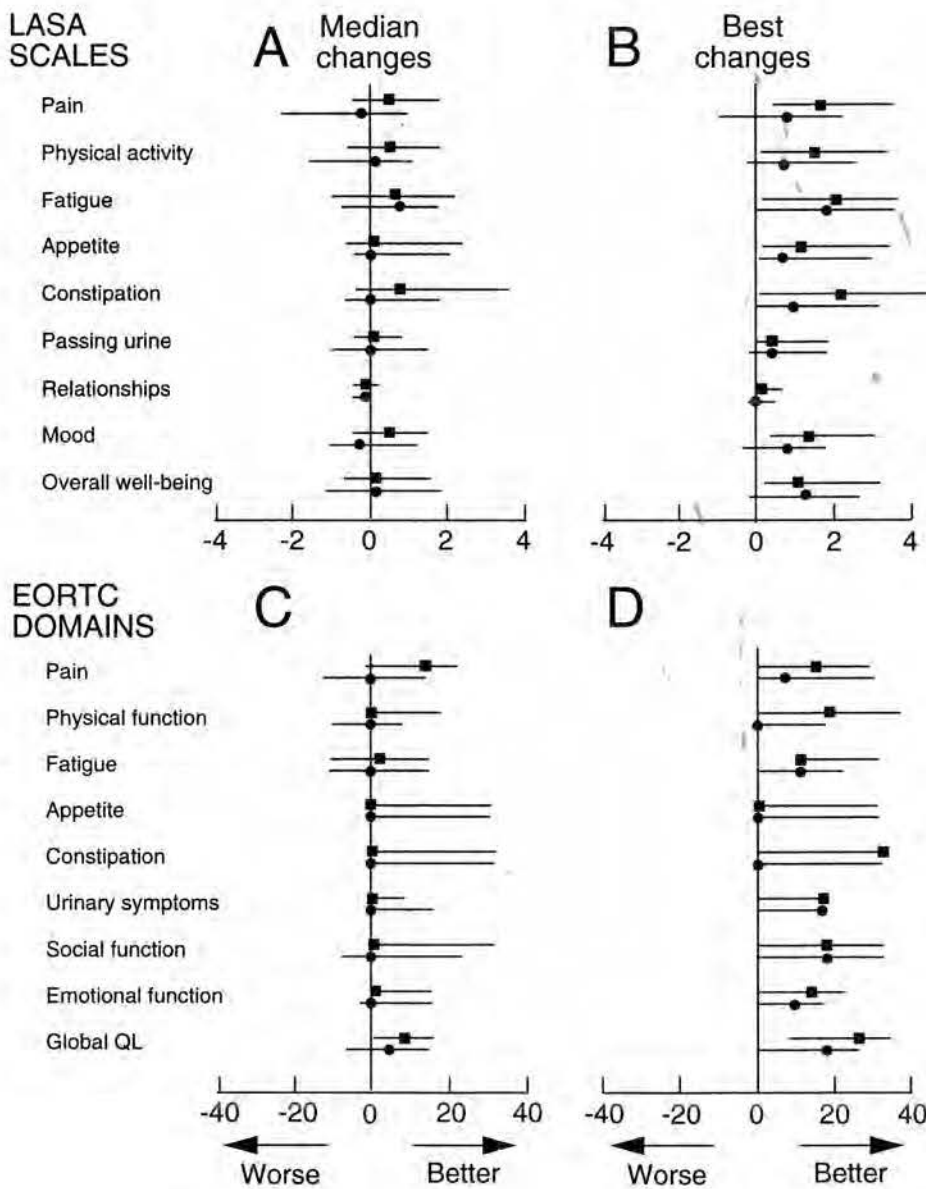 LASA
SCALES
A
Median
changes
B
Best
changes
Pain
Physical activity
Fatigue
Appetite
Constipation
Passing urine
Relationships
Mood
Overall well-being
-4 -2 0 2 4
-4 -2 0 2 4
EORTC
DOMAINS
C
D
Pain
Physical function
Fatigue
Appetite
Constipation
Urinary symptoms
Social function
Emotional function
Global QL
-40 -20 0 20 40
-40 -20 0 20 40
Worse Better
Worse Better